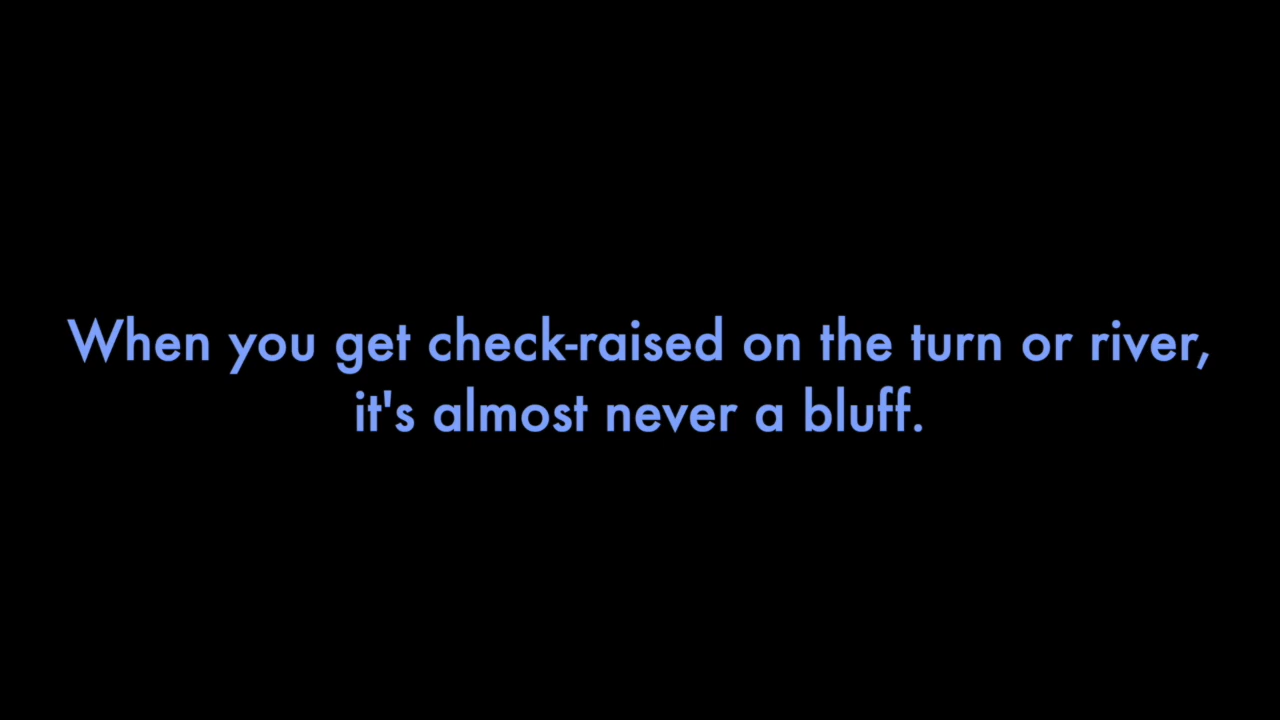 When you get check-raised on the turn or river,
it's almost never a bluff.